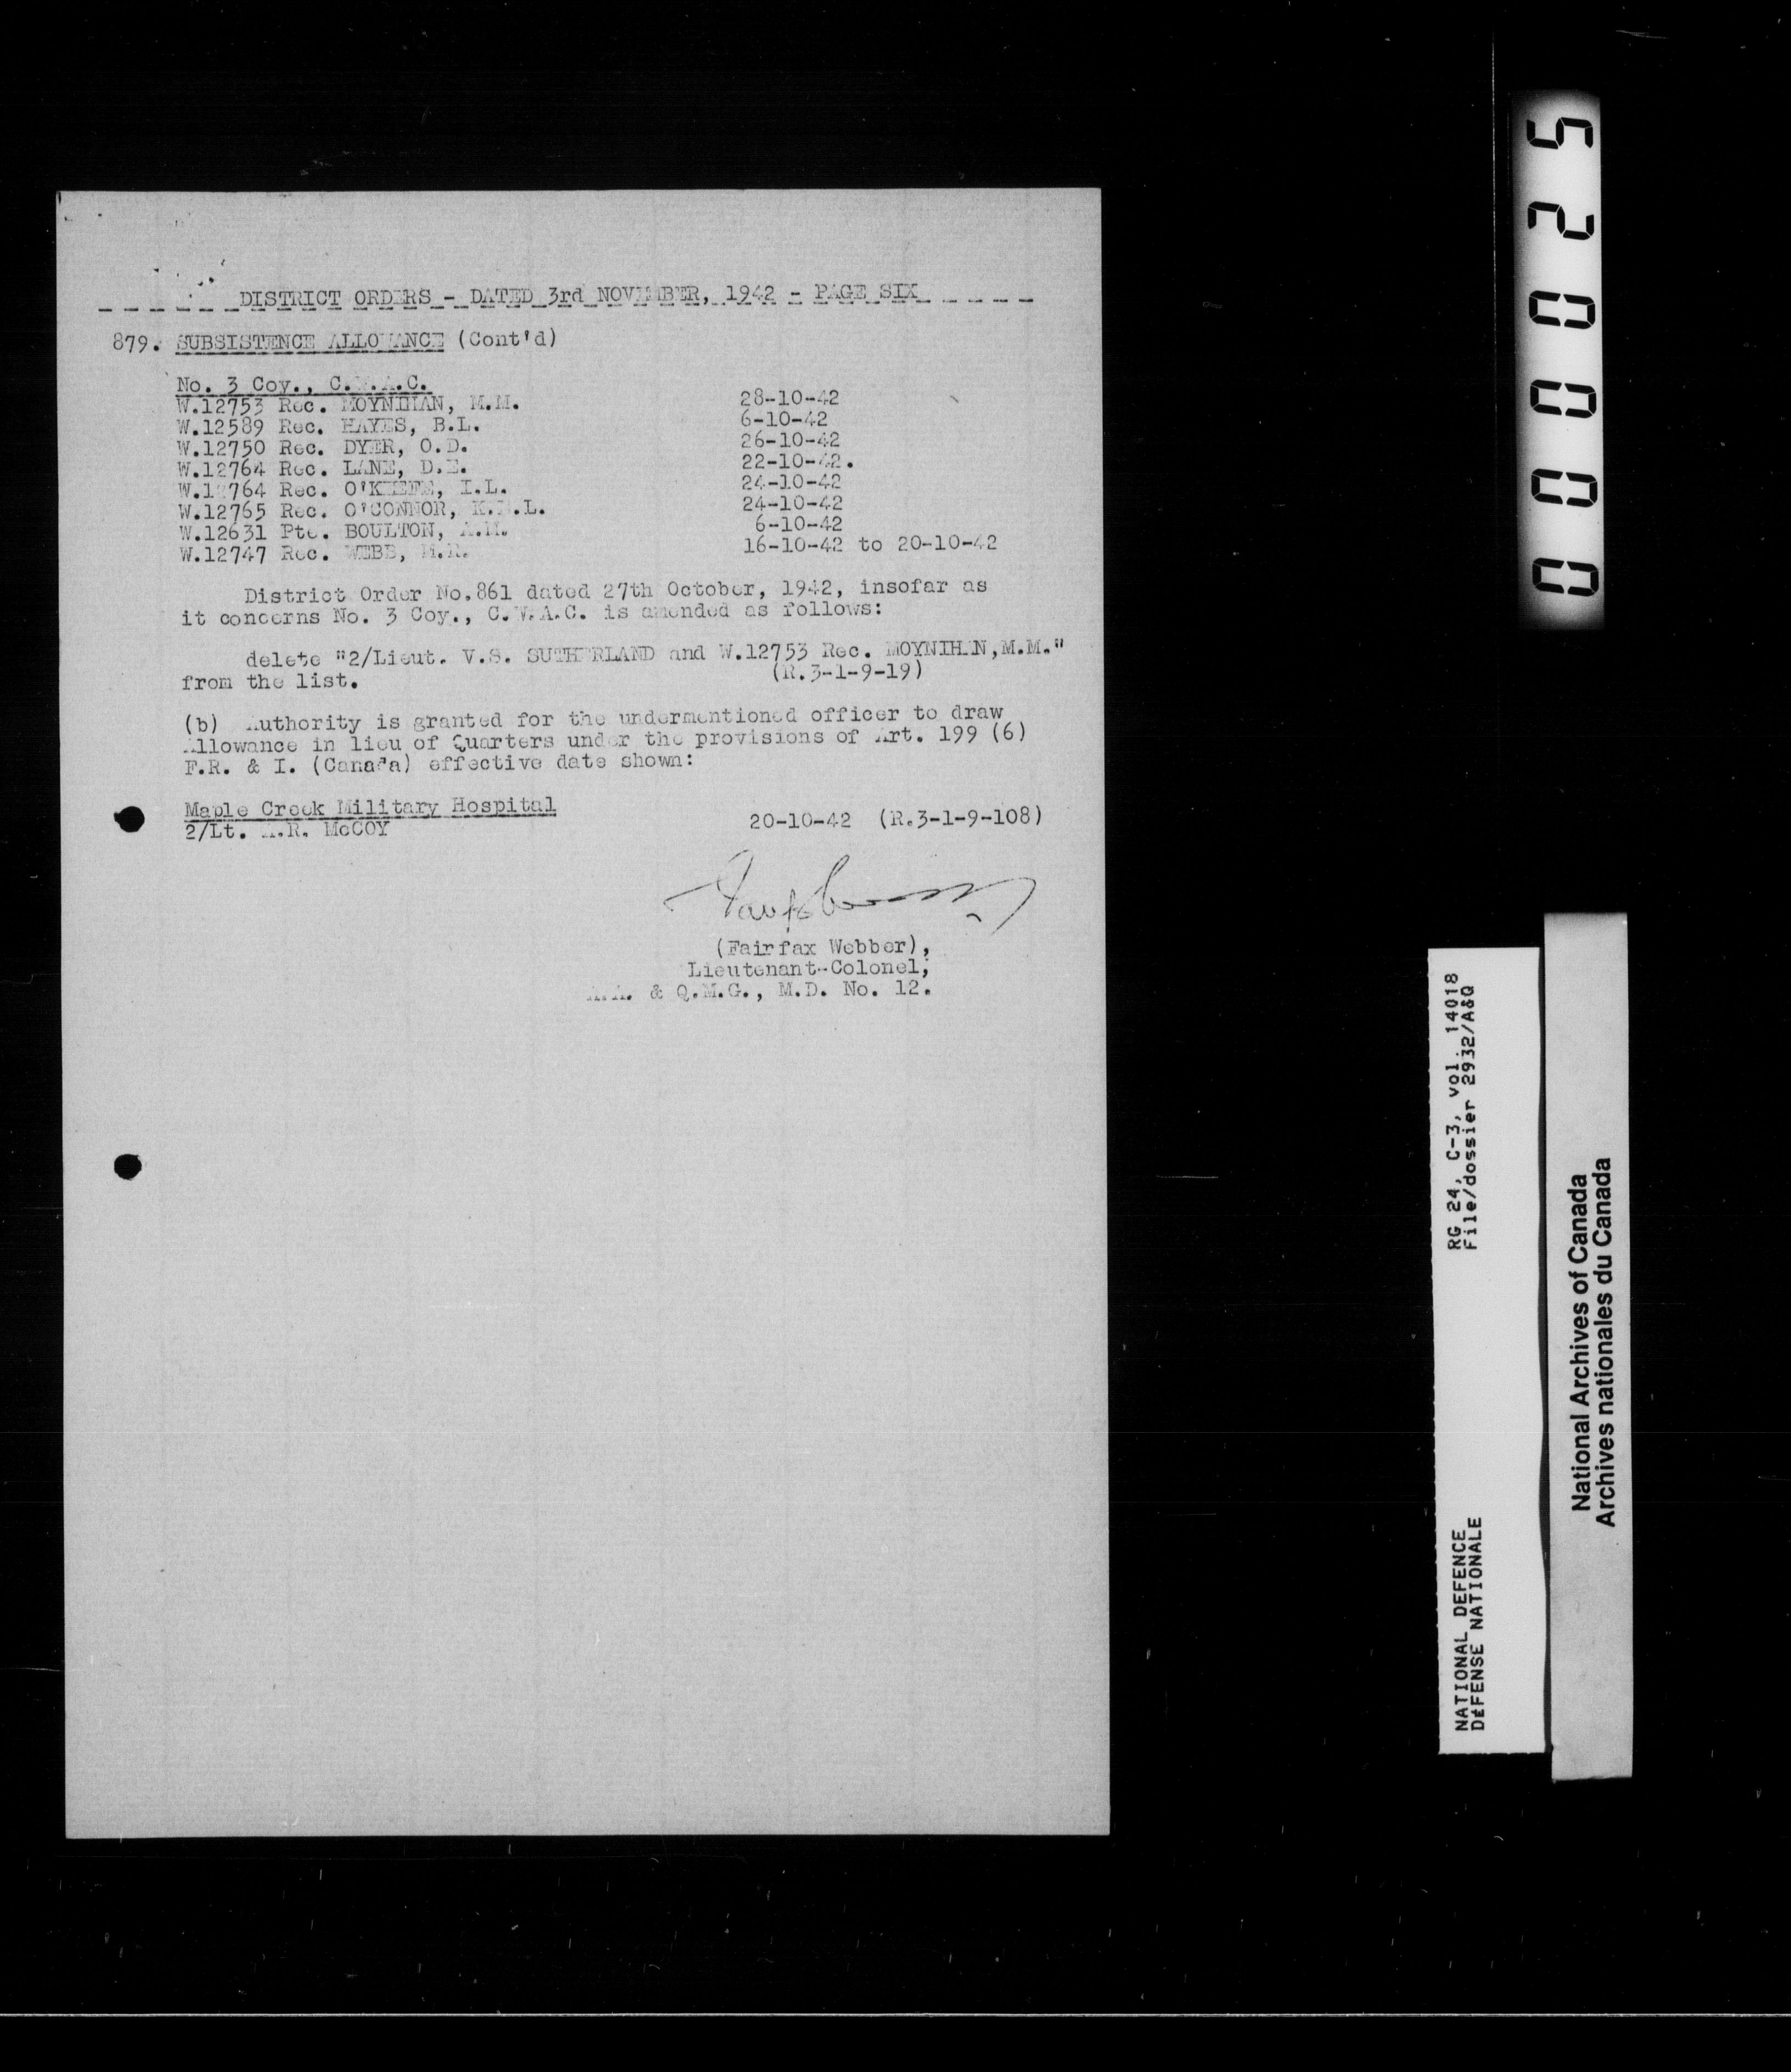 DISTRICT ORDERS - DATED 3rd NOVEMBER, 1942 - PAGE SIX
879. SUBSISTENCE ALLOWANCE (Cont'd)
No. 3 Coy., C.W.A.C.
W.12753 Rec. MOYNIHAN, M.M. 28-10-42
W.12589 Rec. HAYES, B.L. 6-10-42
W.12750 Rec. DYER, O.D. 26-10-42
W.12764 Rec. LANE, D.E. 22-10-42.
W.12764 Rec. O'KEEFE, I.L. 24-10-42
W.12765 Rec. O'CONNOR, 24-10-42
W.12631 Pte. BOULTON, A.M. 6-10-42
W.12747 Rec. WEBB, 16-10-42 to 20-10-42
District Order No.861 dated 27th October, 1942, insofar as
it concerns No. 3 Coy., C.W.A.C. is amended as follows:
delete "2/Lieut. V.S. SUTHERLAND and W.12753 Rec. MOYNIHAN,M.M."
from the list. (R.3-1-9-19)
(b) Authority is granted for the undermentioned officer to draw
Allowance in lieu of Quarters under the provisions of Art. 199 (6)
F.R. & I. (Canada) effective date shown:
Maple Creek Military Hospital
2/Lt. McCOY 20-10-42 (R.3-1-9-108)
(Fairfax Webber),
Lieutenant-Colonel,
A.A. & Q.M.G., M.D. No. 12.
000025
RG 24, C-3, vol. 14018
File/dossier 2932/A&Q
NATIONAL DEFENCE
DÉFENSE NATIONALE
National Archives of Canada
Archives nationales du Canada